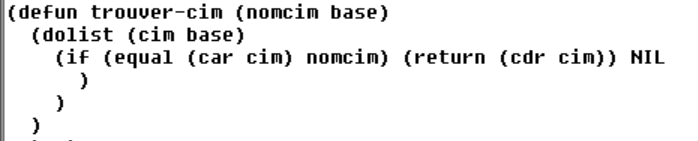 (defun trouver-cim (nomcim base)
(dolist (cim base)
(if (equal (car cim) nomcim) (return (cdr cim)) NIL
)
)
)